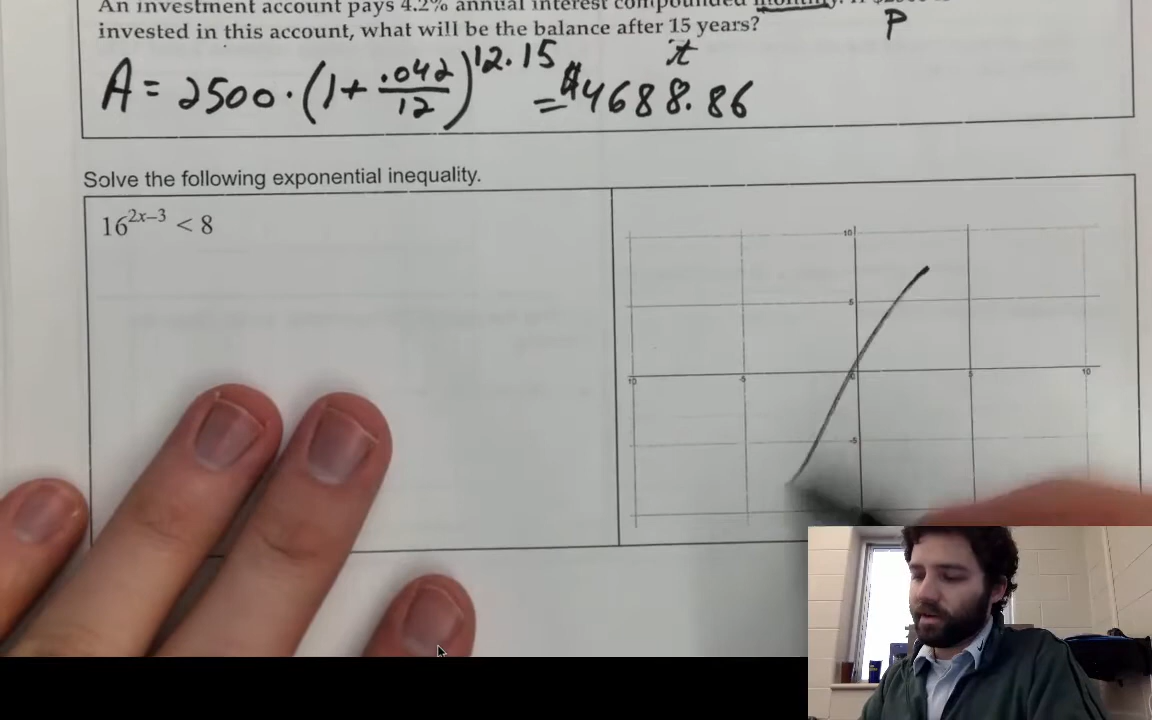 An investment account pays 4.2% annual interest compounded monthly. If $2500 is
invested in this account, what will be the balance after 15 years?
P
t
A = 2500 · (1 + .042/12)^12·15 = $4688.86
Solve the following exponential inequality.
16^2x–3 < 8
10
5
10
-5
0
5
10
-5